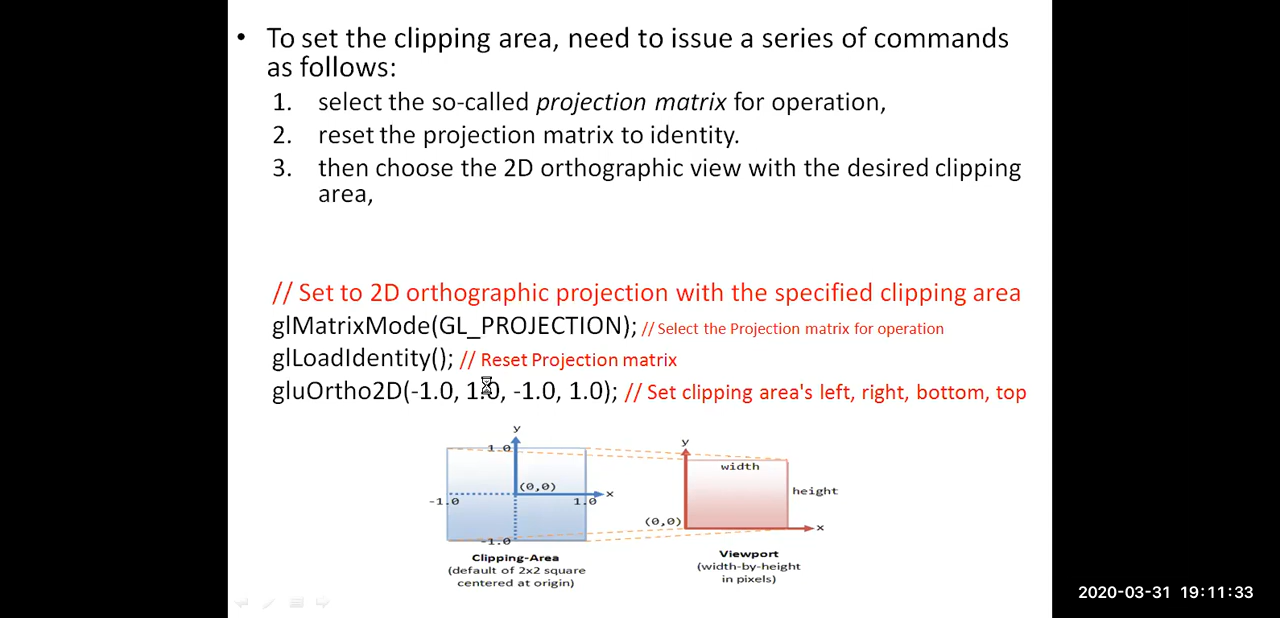 • To set the clipping area, need to issue a series of commands
as follows:
1. select the so-called projection matrix for operation,
2. reset the projection matrix to identity.
3. then choose the 2D orthographic view with the desired clipping
area,
// Set to 2D orthographic projection with the specified clipping area
glMatrixMode(GL_PROJECTION); // Select the Projection matrix for operation
glLoadIdentity(); // Reset Projection matrix
gluOrtho2D(-1.0, 1.0, -1.0, 1.0); // Set clipping area's left, right, bottom, top
y
1.0
(0,0)
x
-1.0
1.0
-1.0
Clipping-Area
(default of 2x2 square
centered at origin)
y
width
height
(0,0)
x
Viewport
(width-by-height
in pixels)
2020-03-31 19:11:33